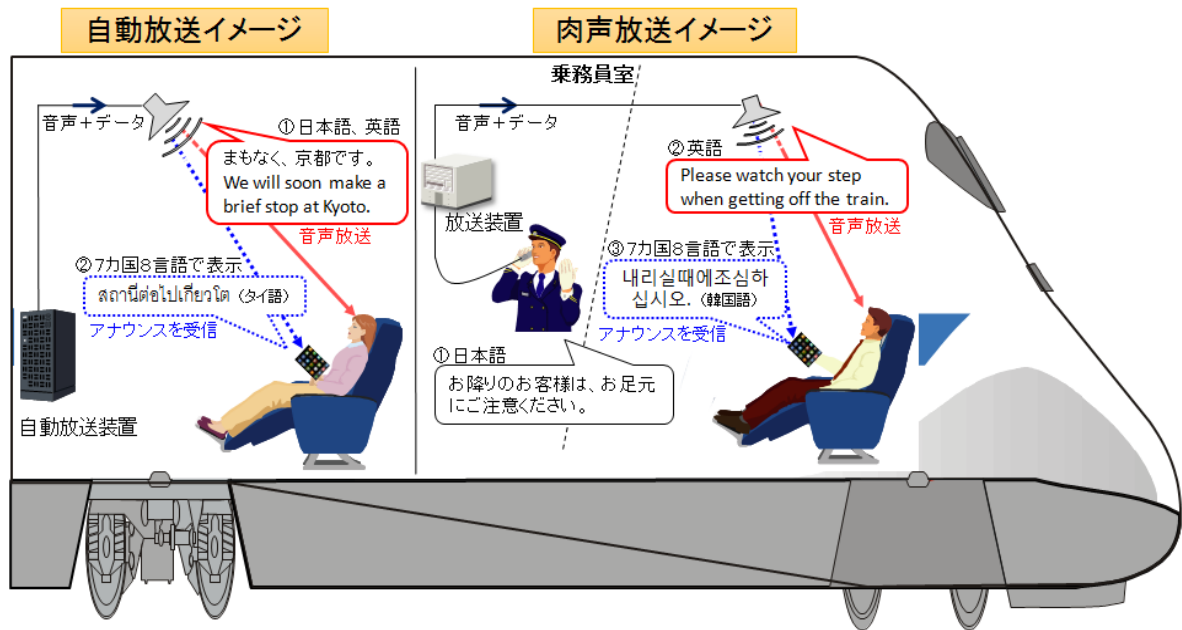 自動放送イメージ
音声+データ
①日本語、英語
まもなく、京都です。
We will soon make a
brief stop at Kyoto.
音声放送
②7カ国8言語で表示
สถานีต่อไปเกียวโต (タイ語)
アナウンスを受信
自動放送装置
肉声放送イメージ
乗務員室
音声+データ
放送装置
①日本語
お降りのお客様は、お足元
にご注意ください。
②英語
Please watch your step
when getting off the train.
音声放送
③7カ国8言語で表示
내리실때에조심하
십시오. (韓国語)
アナウンスを受信